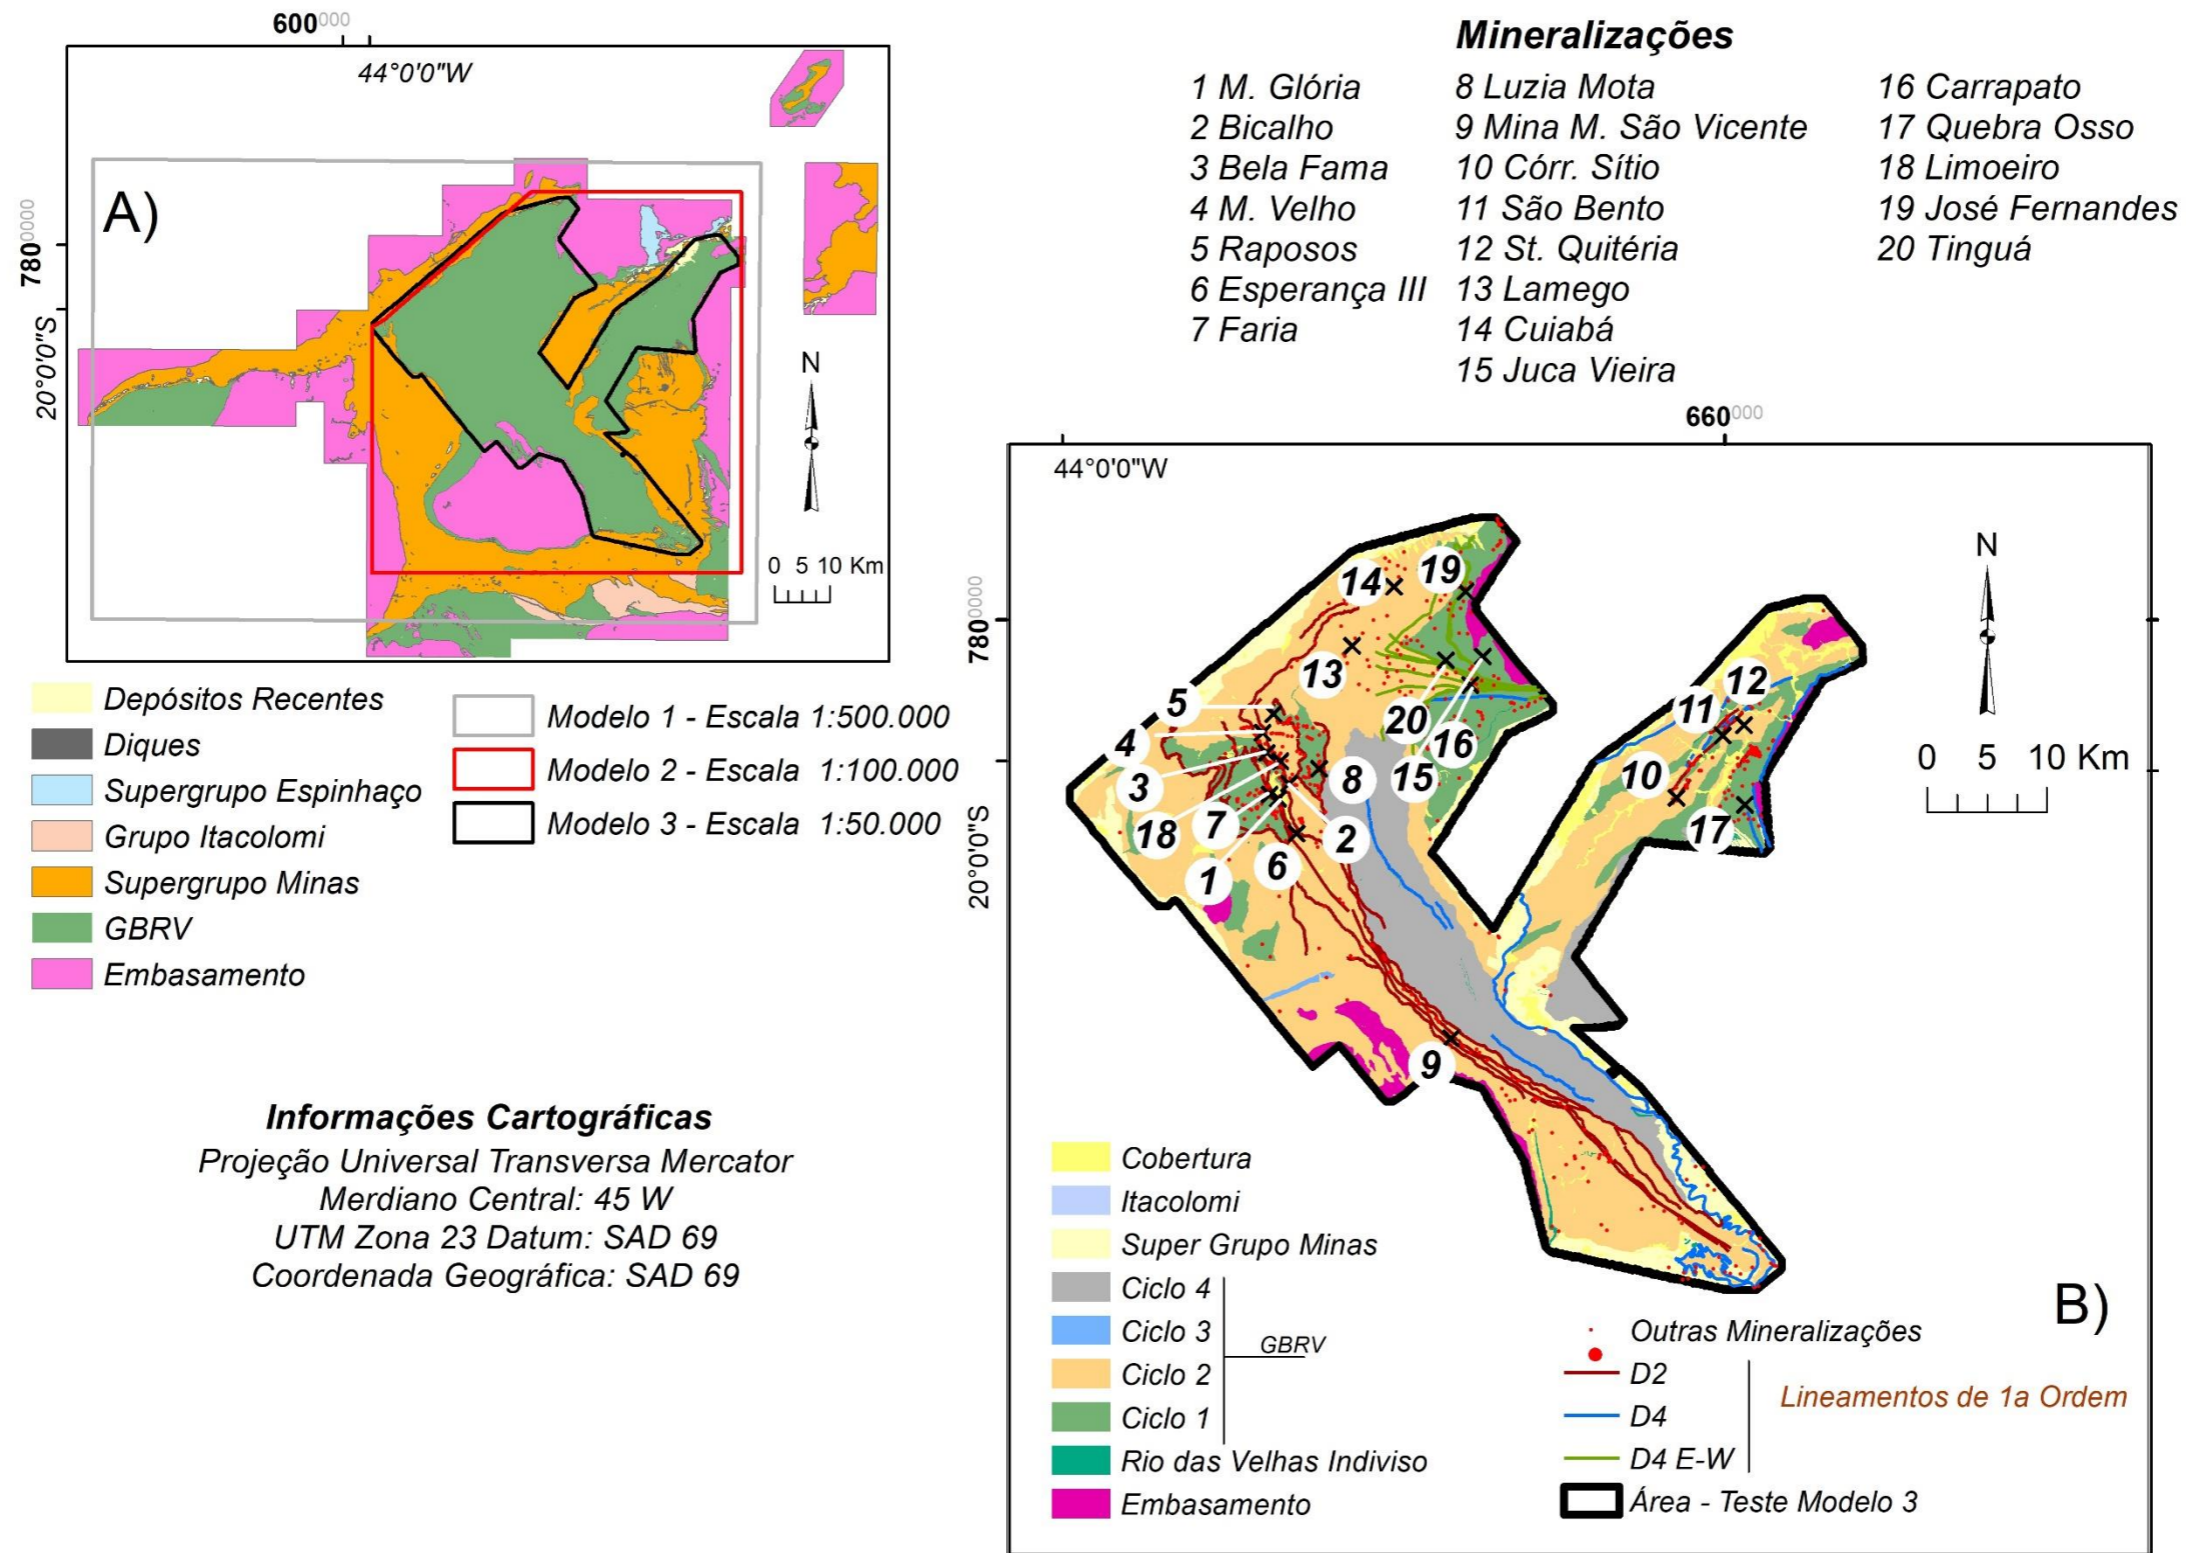 600000
44°0'0"W
A)
7800000
20°0'0"S
N
0 5 10 Km
Depósitos Recentes
Diques
Supergrupo Espinhaço
Grupo Itacolomi
Supergrupo Minas
GBRV
Embasamento
Modelo 1 - Escala 1:500.000
Modelo 2 - Escala 1:100.000
Modelo 3 - Escala 1:50.000
Informações Cartográficas
Projeção Universal Transversa Mercator
Merdiano Central: 45 W
UTM Zona 23 Datum: SAD 69
Coordenada Geográfica: SAD 69
Mineralizações
1 M. Glória
2 Bicalho
3 Bela Fama
4 M. Velho
5 Raposos
6 Esperança III
7 Faria
8 Luzia Mota
9 Mina M. São Vicente
10 Córr. Sítio
11 São Bento
12 St. Quitéria
13 Lamego
14 Cuiabá
15 Juca Vieira
16 Carrapato
17 Quebra Osso
18 Limoeiro
19 José Fernandes
20 Tinguá
660000
44°0'0"W
7800000
20°0'0"S
N
0 5 10 Km
14
19
13
5
4
3
18
7
1
6
2
8
20
16
15
12
11
10
17
9
B)
Cobertura
Itacolomi
Super Grupo Minas
Ciclo 4
Ciclo 3
Ciclo 2
Ciclo 1
GBRV
Rio das Velhas Indiviso
Embasamento
Outras Mineralizações
D2
D4
D4 E-W
Lineamentos de 1a Ordem
Área - Teste Modelo 3